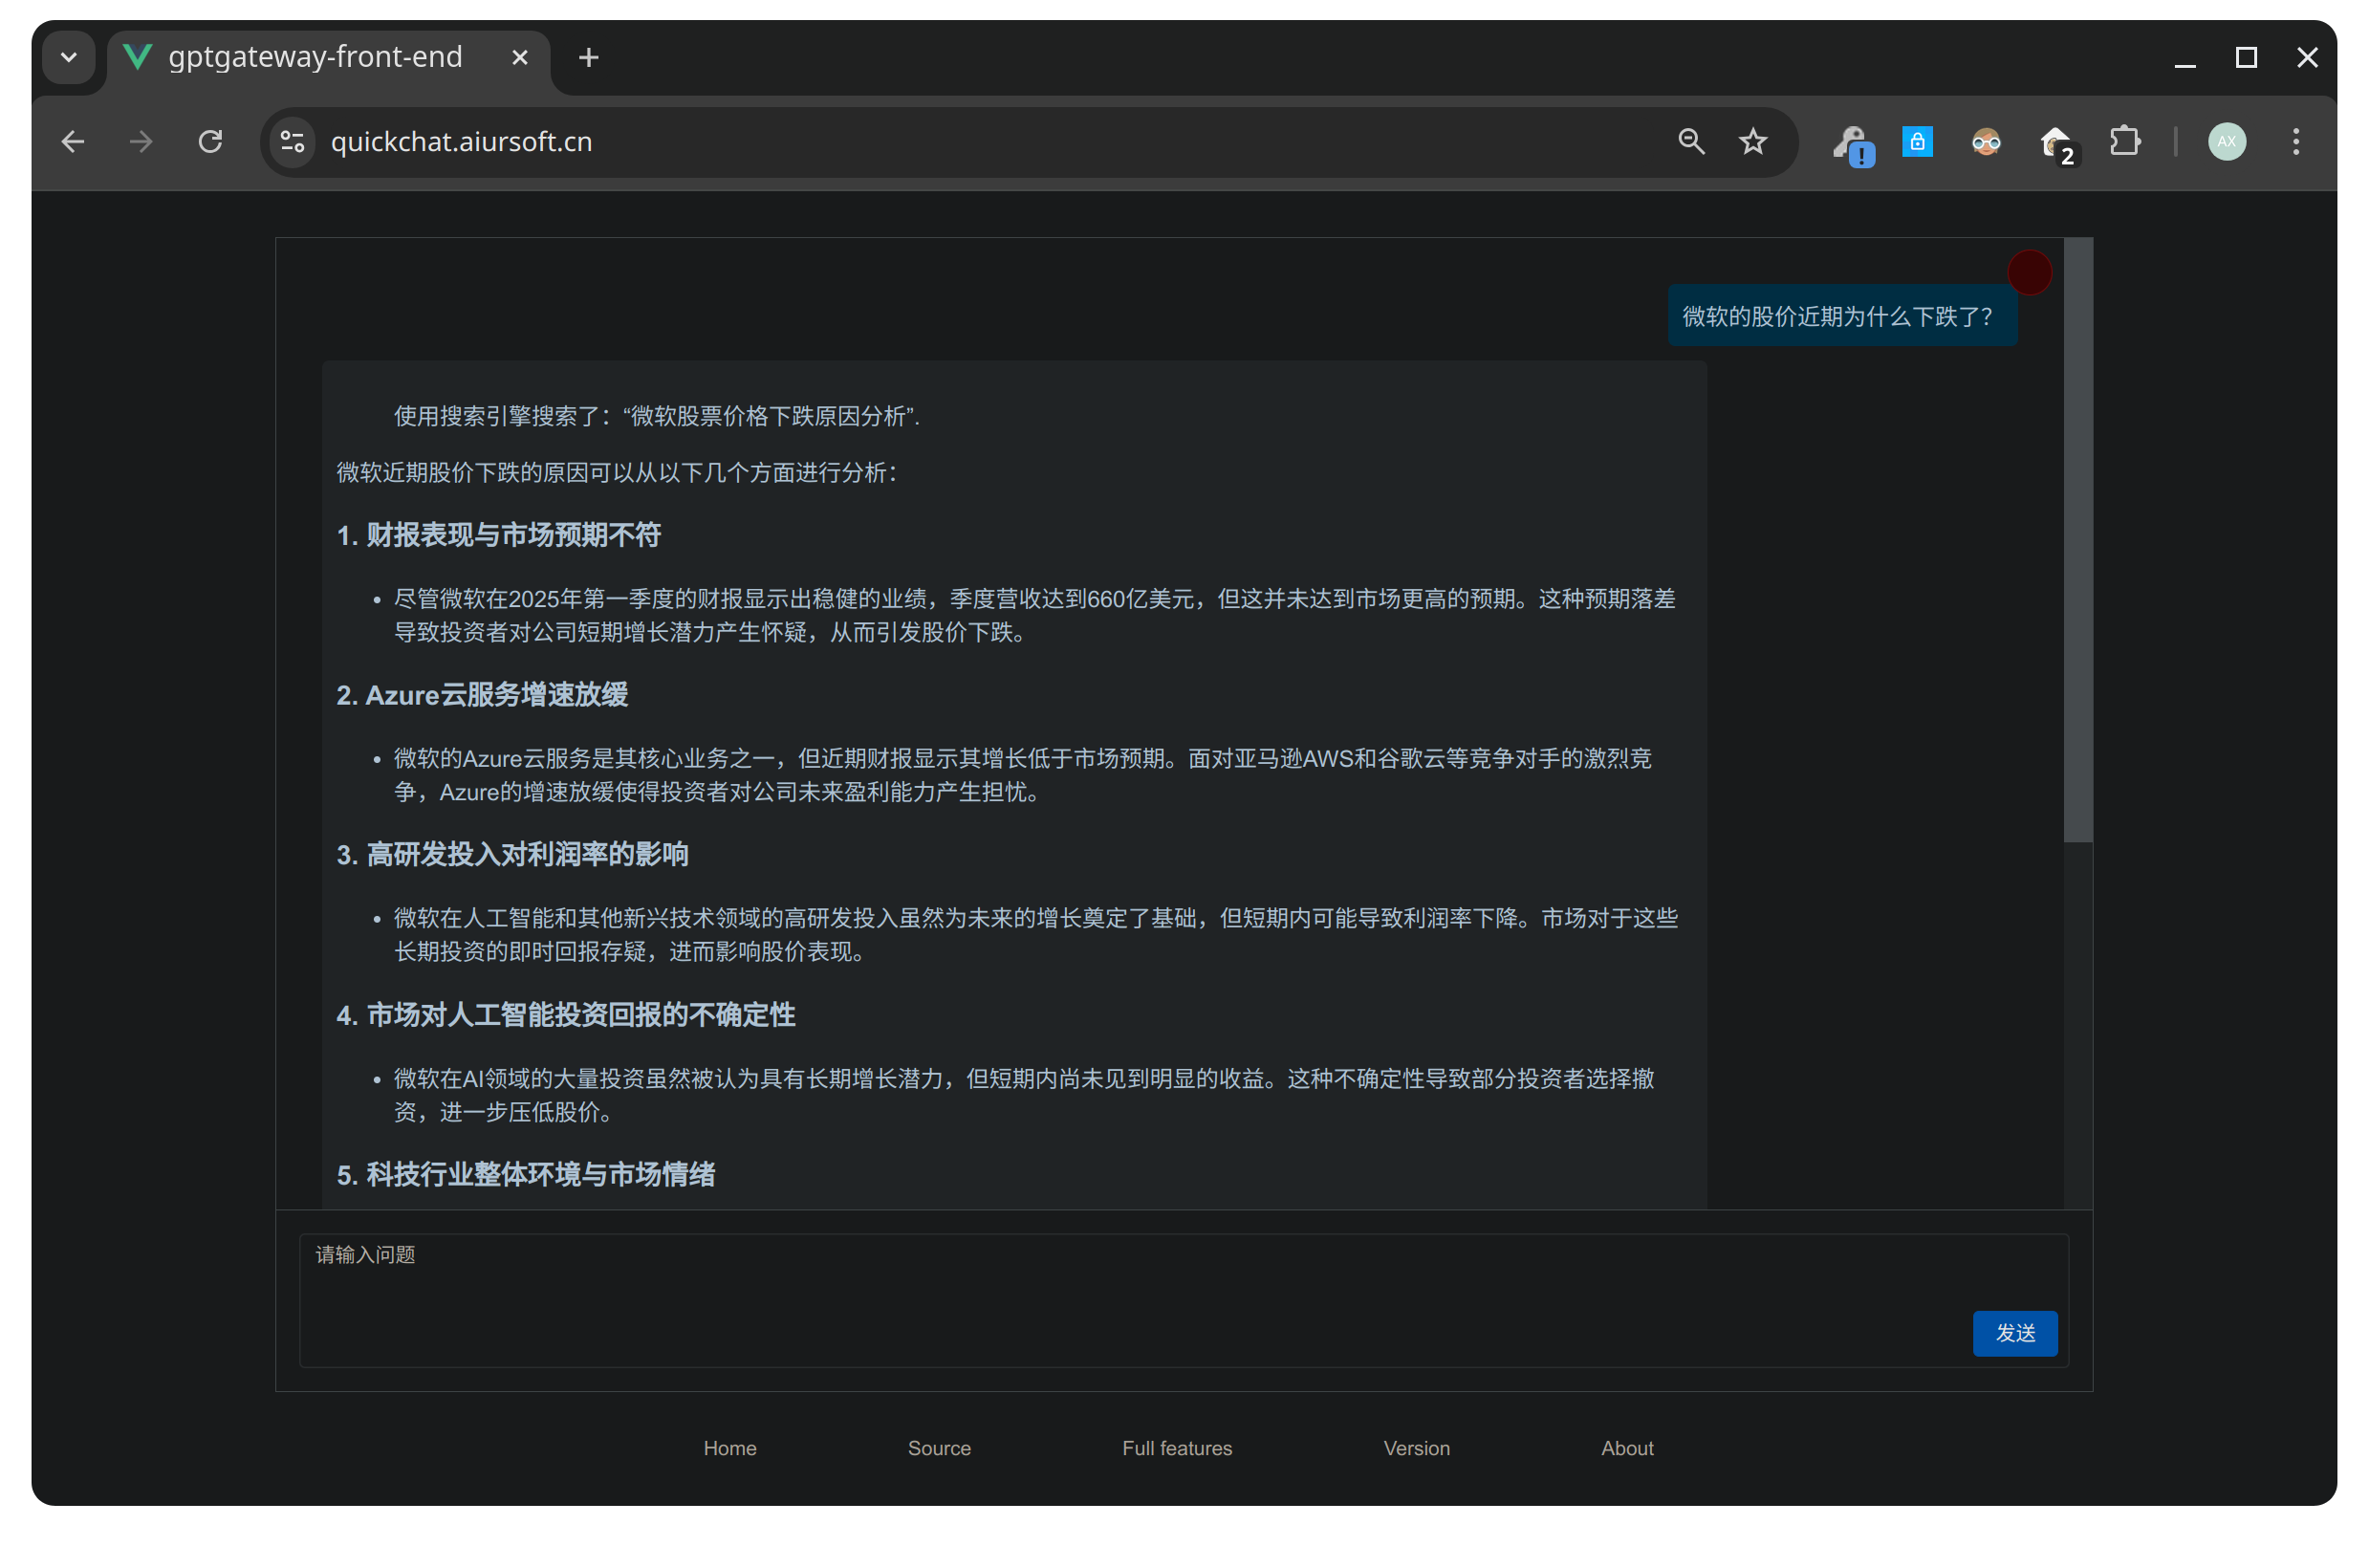 gptgateway-front-end
quickchat.aiursoft.cn
!
2
AX
微软的股价近期为什么下跌了？
使用搜索引擎搜索了：“微软股票价格下跌原因分析”.
微软近期股价下跌的原因可以从以下几个方面进行分析：
1. 财报表现与市场预期不符
• 尽管微软在2025年第一季度的财报显示出稳健的业绩，季度营收达到660亿美元，但这并未达到市场更高的预期。这种预期落差
导致投资者对公司短期增长潜力产生怀疑，从而引发股价下跌。
2. Azure云服务增速放缓
• 微软的Azure云服务是其核心业务之一，但近期财报显示其增长低于市场预期。面对亚马逊AWS和谷歌云等竞争对手的激烈竞
争，Azure的增速放缓使得投资者对公司未来盈利能力产生担忧。
3. 高研发投入对利润率的影响
• 微软在人工智能和其他新兴技术领域的高研发投入虽然为未来的增长奠定了基础，但短期内可能导致利润率下降。市场对于这些
长期投资的即时回报存疑，进而影响股价表现。
4. 市场对人工智能投资回报的不确定性
• 微软在AI领域的大量投资虽然被认为具有长期增长潜力，但短期内尚未见到明显的收益。这种不确定性导致部分投资者选择撤
资，进一步压低股价。
5. 科技行业整体环境与市场情绪
请输入问题
发送
Home Source Full features Version About